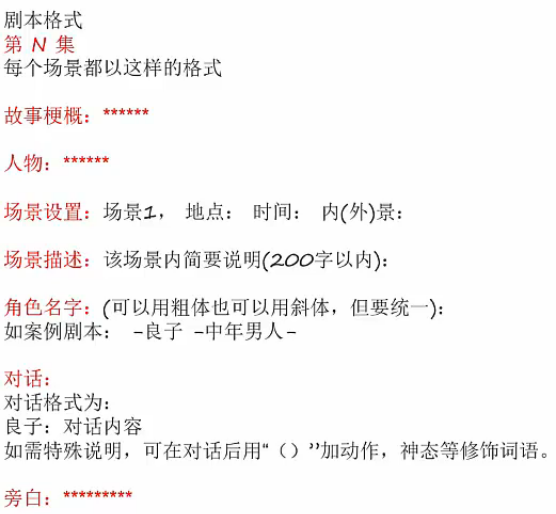 剧本格式
第 N 集
每个场景都以这样的格式
故事梗概：******
人物：******
场景设置：场景1， 地点： 时间： 内(外)景：
场景描述：该场景内简要说明(200字以内)：
角色名字：(可以用粗体也可以用斜体，但要统一)：
如案例剧本： -良子 -中年男人-
对话：
对话格式为：
良子：对话内容
如需特殊说明，可在对话后用“（）”加动作，神态等修饰词语。
旁白：*********